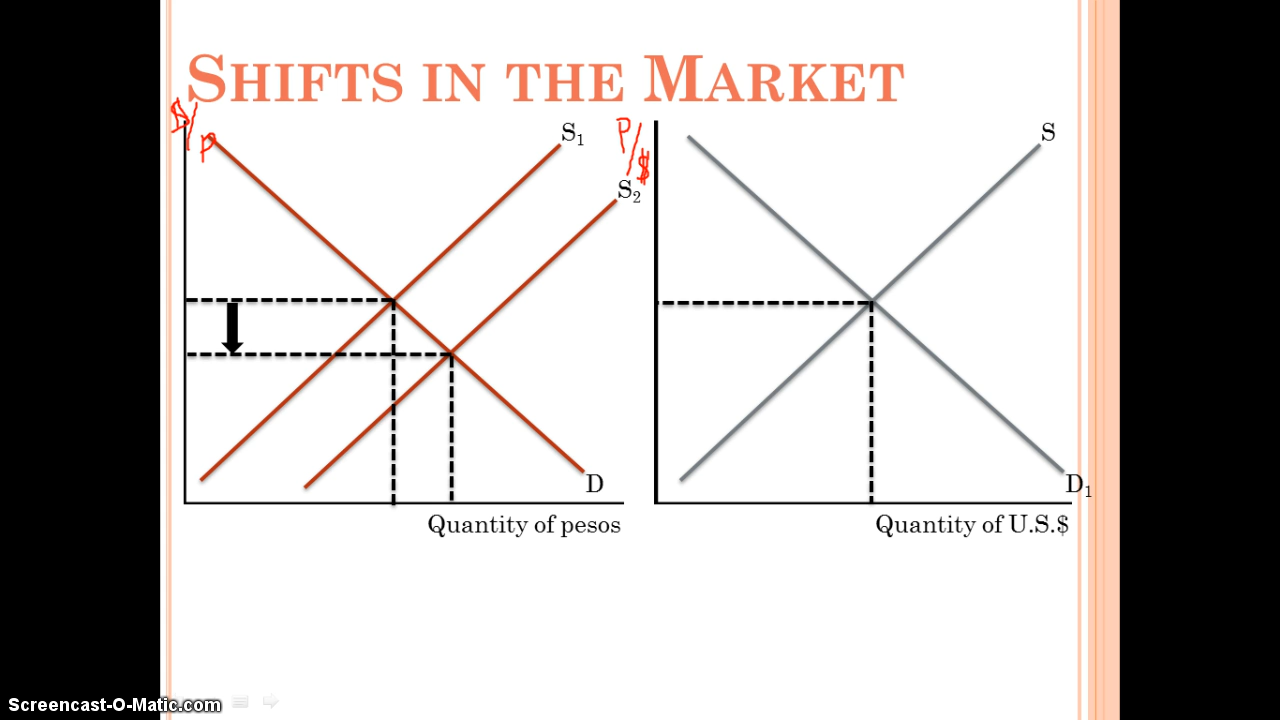 SHIFTS IN THE MARKET
$/P
S1
P/$
S
S2
D
D1
Quantity of pesos
Quantity of U.S.$
Screencast-O-Matic.com